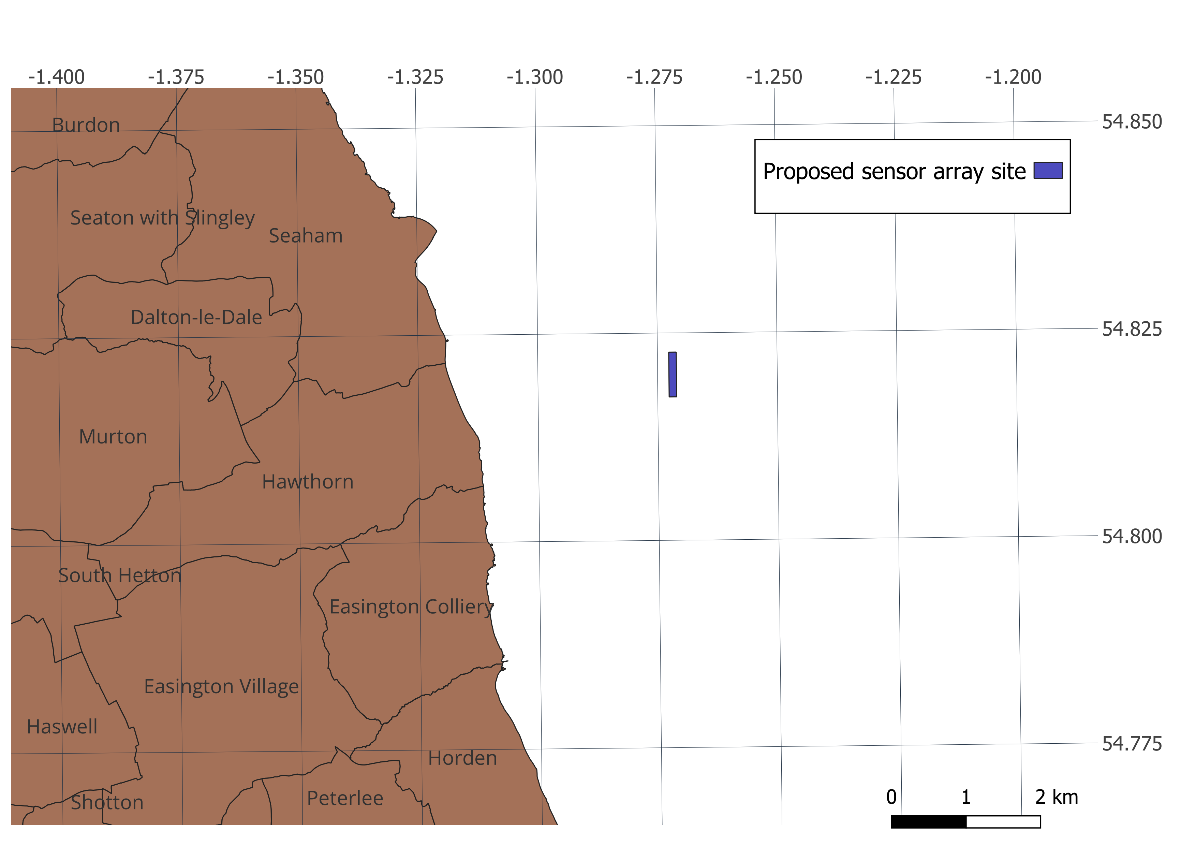 -1.400 -1.375 -1.350 -1.325 -1.300 -1.275 -1.250 -1.225 -1.200
54.850
Burdon
Proposed sensor array site
Seaton with Slingley
Seaham
Dalton-le-Dale
54.825
Murton
Hawthorn
54.800
South Hetton
Easington Colliery
Easington Village
Haswell
54.775
Horden
Shotton
Peterlee
0 1 2 km